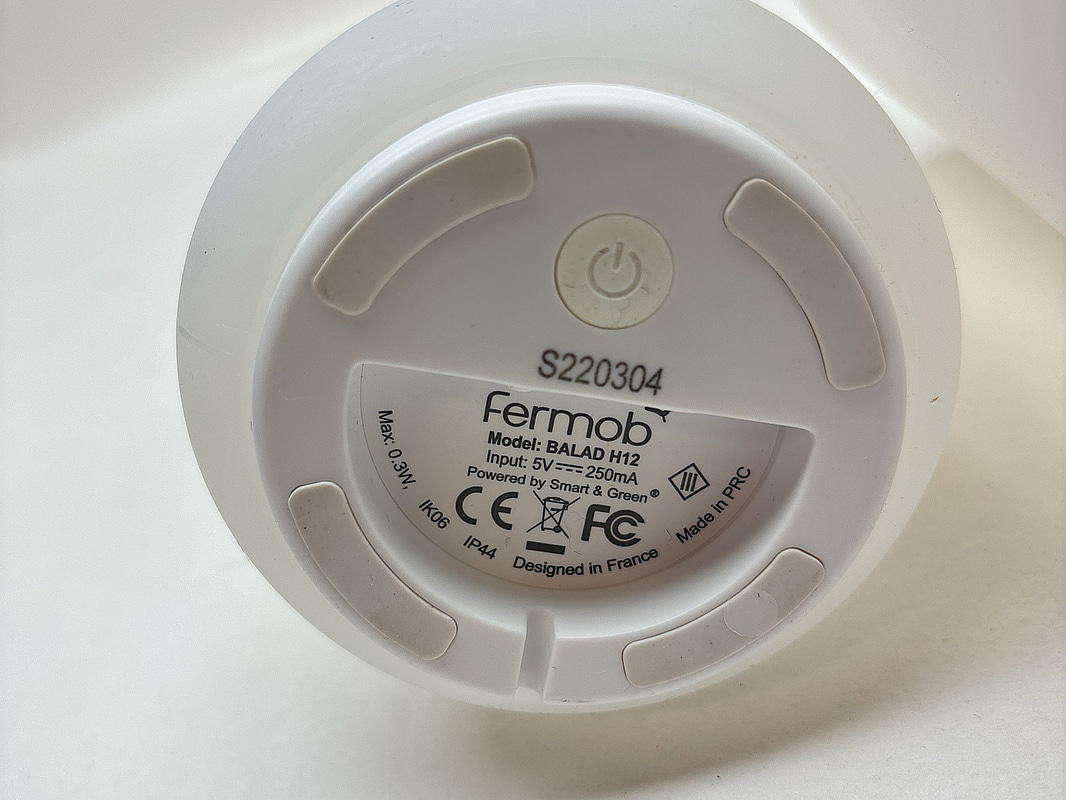 S220304
fermob
Model: BALAD H12
Input: 5V⎓250mA
Powered by Smart & Green®
CE FC
Max: 0.3W, IK06 IP44 Designed in France Made in PRC